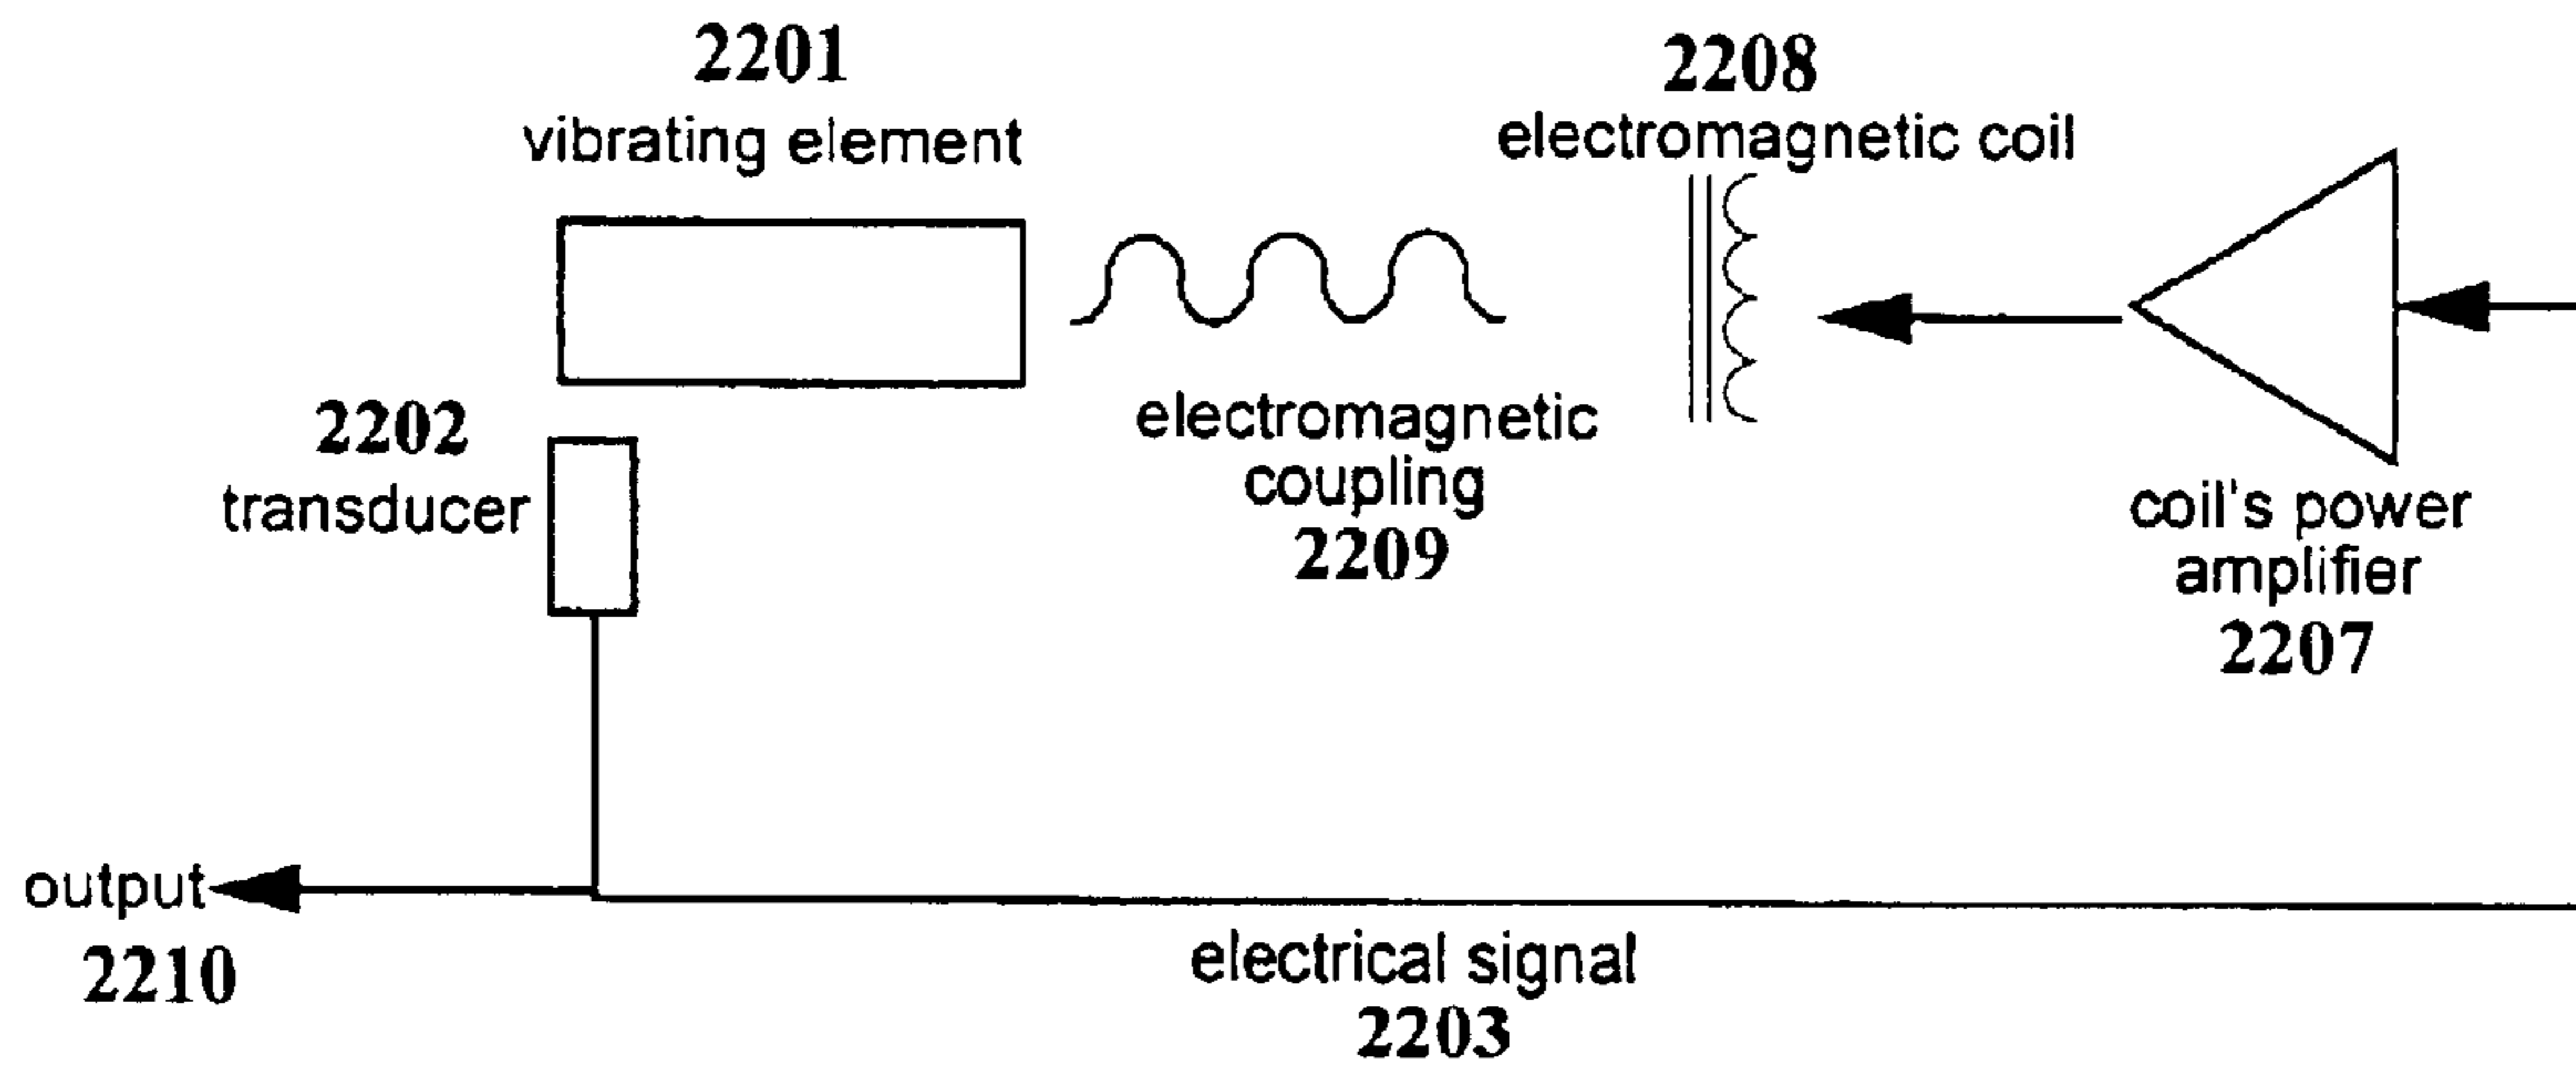 2201
vibrating element
2208
electromagnetic coil
2202
transducer
electromagnetic
coupling
2209
coil's power
amplifier
2207
output
2210
electrical signal
2203